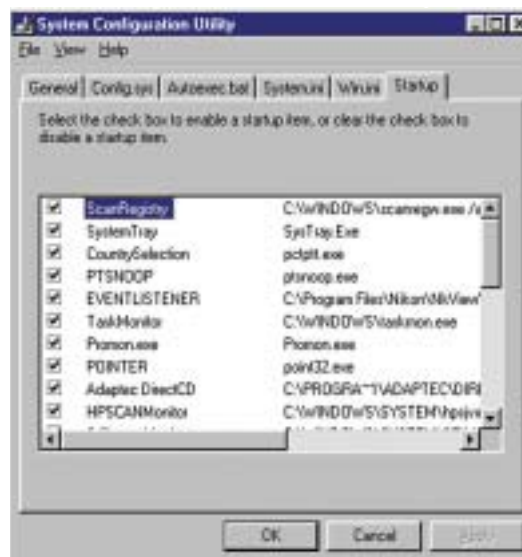 System Configuration Utility
File View Help
General Config.sys Autoexec.bat System.ini Win.ini Startup
Select the check box to enable a startup item, or clear the check box to
disable a startup item.
ScanRegistry C:\WINDOWS\scanregw.exe /a
SystemTray SysTray.Exe
CountrySelection pctptt.exe
PTSNOOP ptsnoop.exe
EVENTLISTENER C:\Program Files\Nikon\NkView
TaskMonitor C:\WINDOWS\taskmon.exe
Promon.exe Promon.exe
POINTER point32.exe
Adaptec DirectCD C:\PROGRA~1\ADAPTEC\DIR
HPSCANMonitor C:\WINDOWS\SYSTEM\hpsjv
OK Cancel Apply